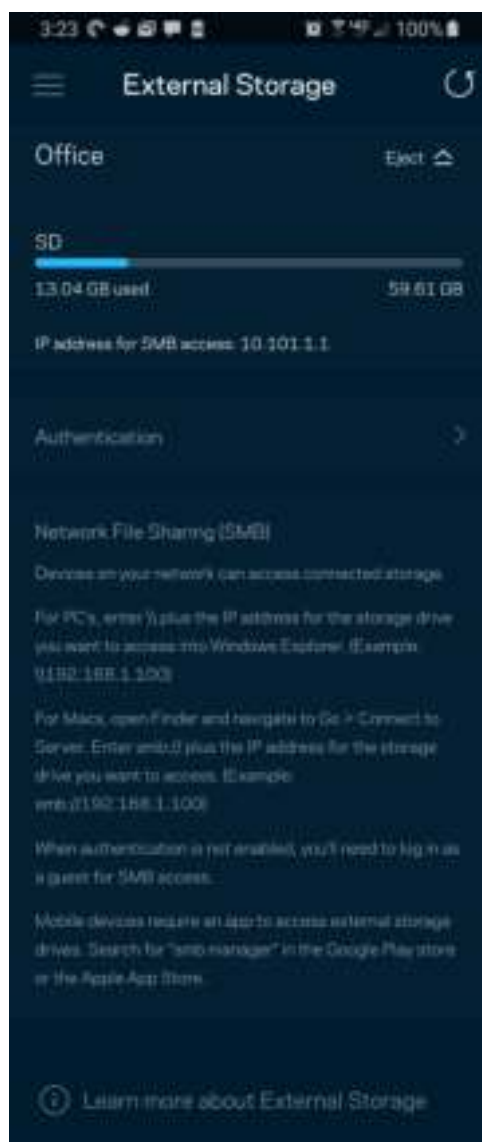 3:23 100%
External Storage
Office Eject
SD
13.04 GB used 59.61 GB
IP address for SMB access: 10.101.1.1
Authentication
Network File Sharing (SMB)
Devices on your network can access connected storage.
For PC's, enter \\ plus the IP address for the storage drive
you want to access into Windows Explorer. (Example:
\\192.168.1.100)
For Macs, open Finder and navigate to Go > Connect to
Server. Enter smb:// plus the IP address for the storage
drive you want to access. (Example:
smb://192.168.1.100)
When authentication is not enabled, you'll need to log in as
a guest for SMB access.
Mobile devices require an app to access external storage
drives. Search for "smb manager" in the Google Play store
or the Apple App Store.
Learn more about External Storage